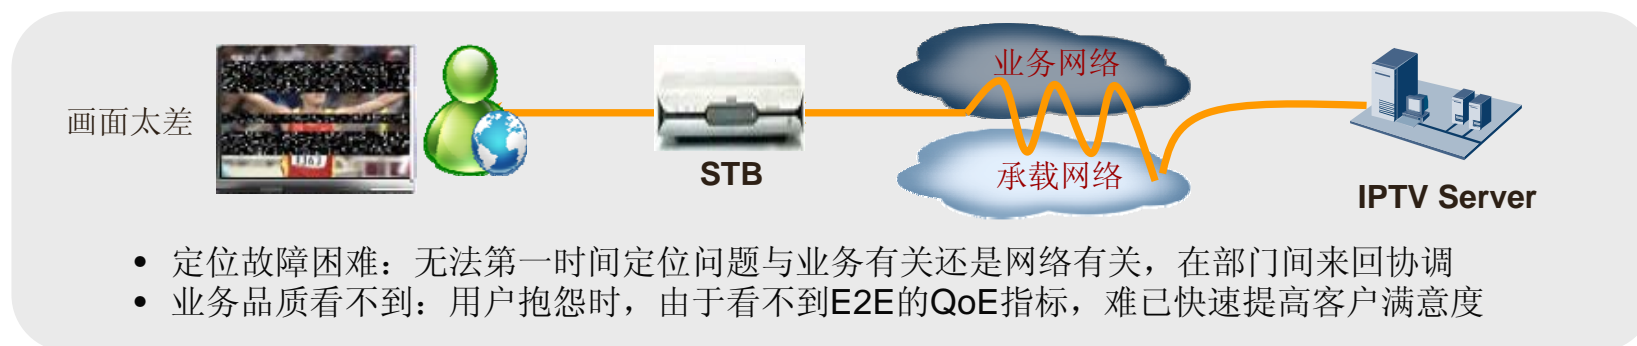 业务网络
画面太差
1363
STB
承载网络
IPTV Server
• 定位故障困难：无法第一时间定位问题与业务有关还是网络有关，在部门间来回协调
• 业务品质看不到：用户抱怨时，由于看不到E2E的QoE指标，难已快速提高客户满意度